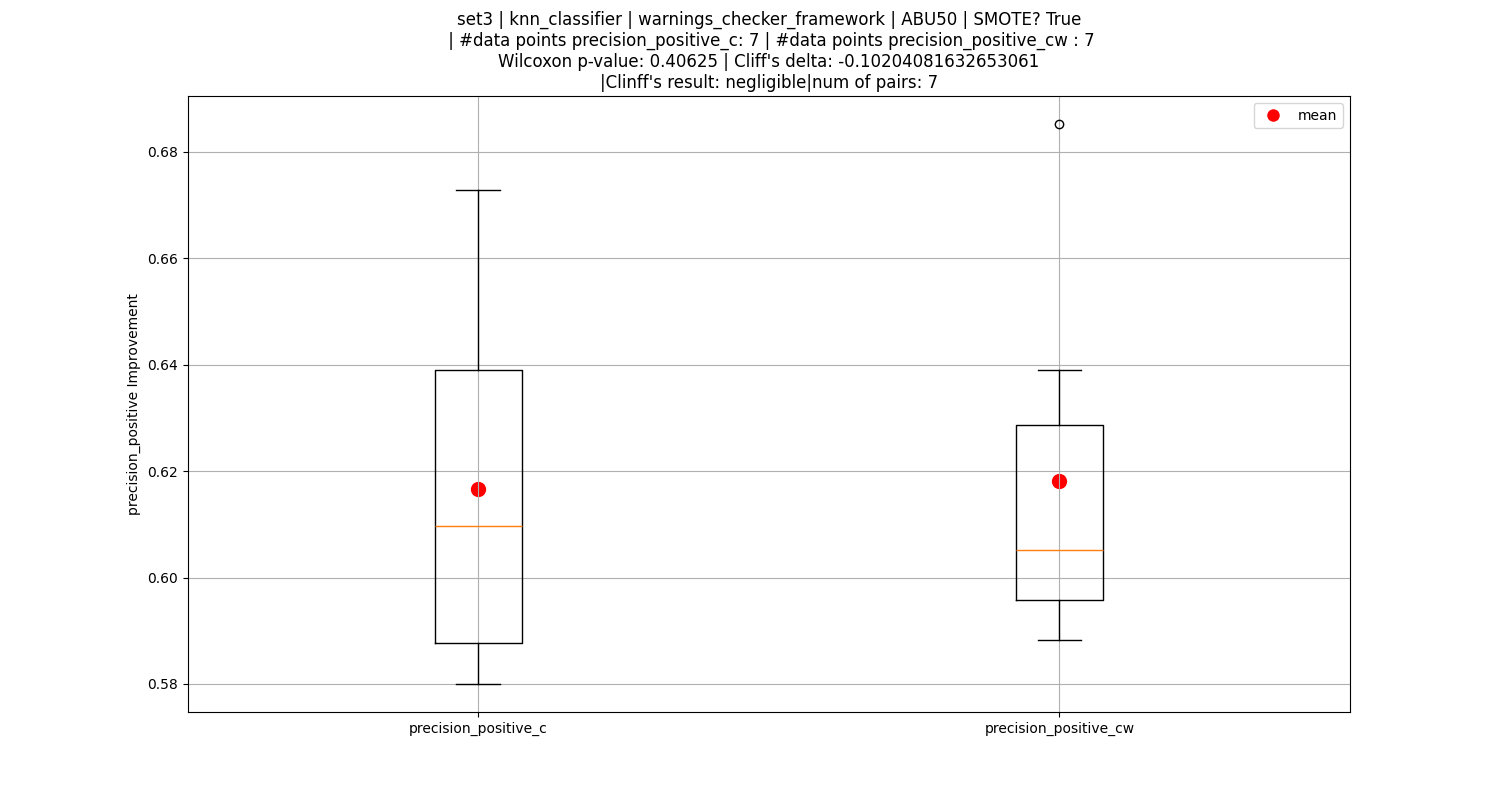 set3 | knn_classifier | warnings_checker_framework | ABU50 | SMOTE? True
| #data points precision_positive_c: 7 | #data points precision_positive_cw : 7
Wilcoxon p-value: 0.40625 | Cliff's delta: -0.10204081632653061
|Clinff's result: negligible|num of pairs: 7
mean
precision_positive Improvement
0.68
0.66
0.64
0.62
0.60
0.58
precision_positive_c
precision_positive_cw